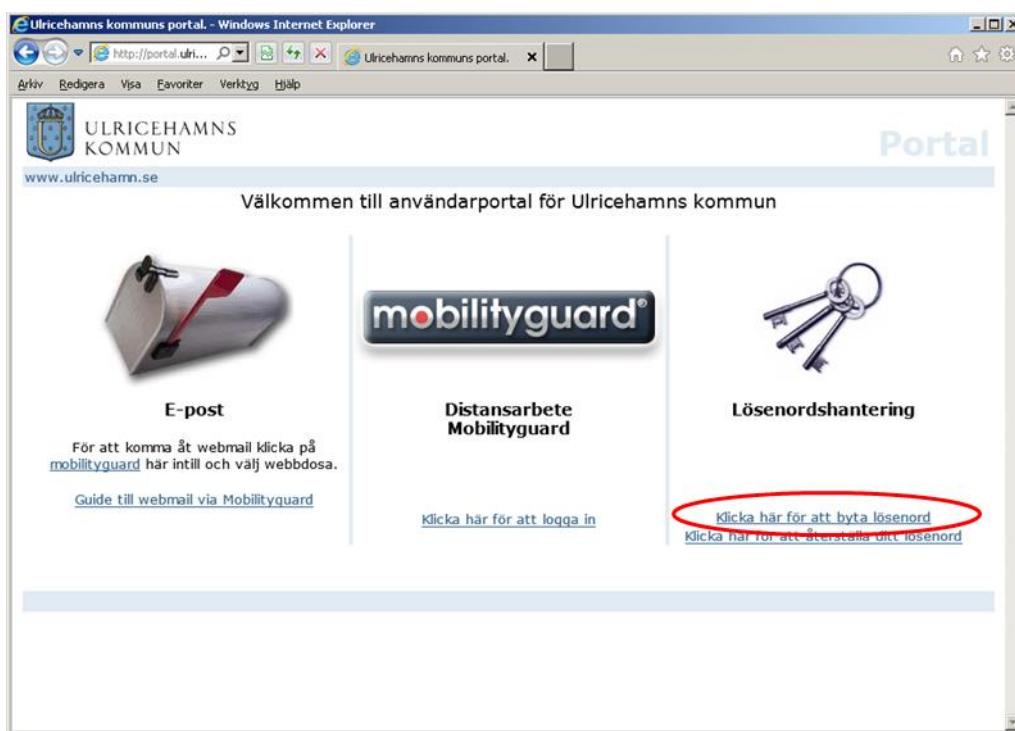 Ulricehamns kommuns portal. - Windows Internet Explorer
http://portal.ulri...
Ulricehamns kommuns portal.
Arkiv Redigera Visa Favoriter Verktyg Hjälp
ULRICEHAMNS
KOMMUN
Portal
www.ulricehamn.se
Välkommen till användarportal för Ulricehamns kommun
mobilityguard®
E-post
För att komma åt webmail klicka på
mobilityguard här intill och välj webbdosa.
Guide till webmail via Mobilityguard
Distansarbete
Mobilityguard
Klicka här för att logga in
Lösenordshantering
Klicka här för att byta lösenord
Klicka här för att återställa ditt lösenord